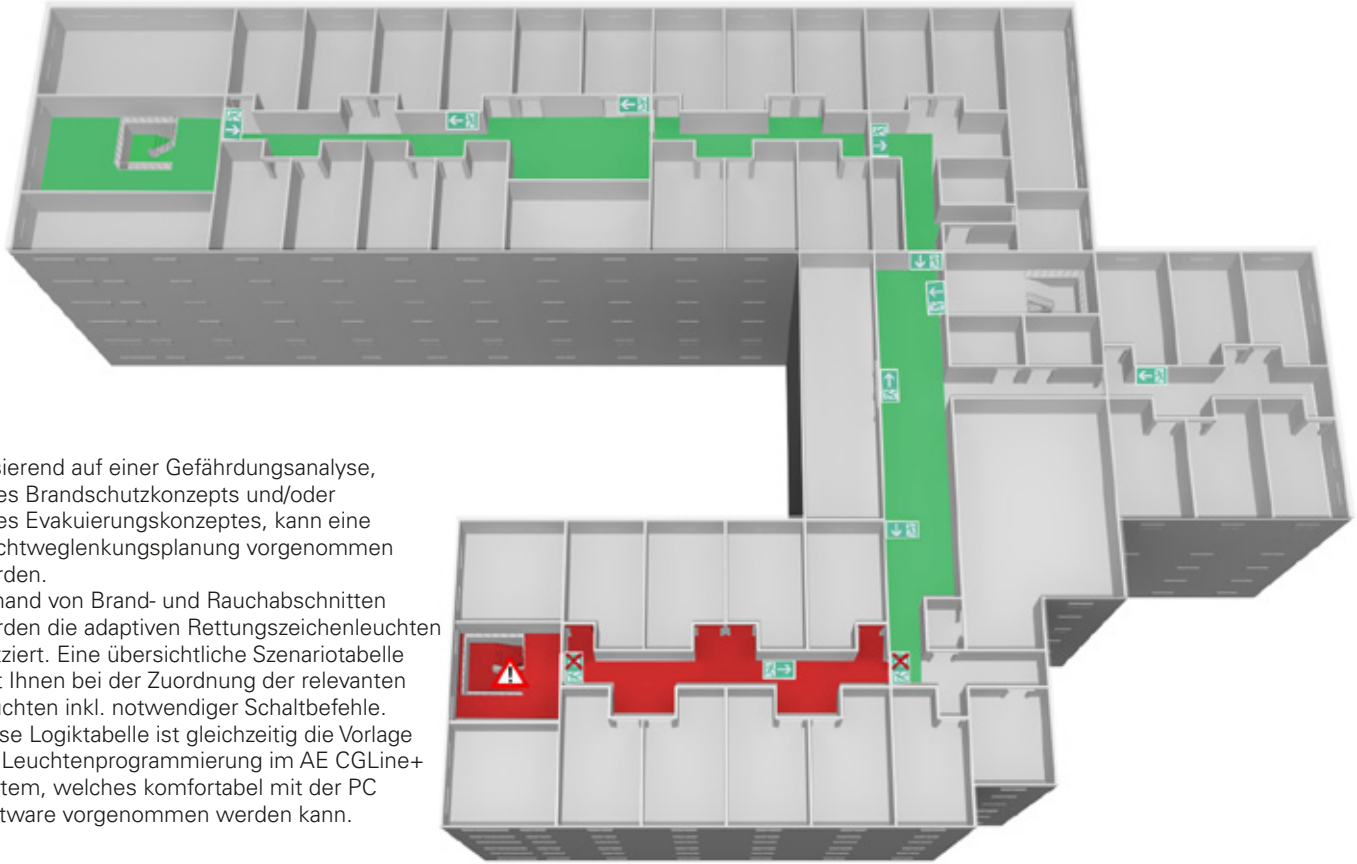 sierend auf einer Gefährdungsanalyse,
es Brandschutzkonzepts und/oder
es Evakuierungskonzeptes, kann eine
chtweglenkungsplanung vorgenommen
rden.
hand von Brand- und Rauchabschnitten
rden die adaptiven Rettungszeichenleuchten
tziert. Eine übersichtliche Szenariotabelle
t Ihnen bei der Zuordnung der relevanten
uchten inkl. notwendiger Schaltbefehle.
se Logiktabelle ist gleichzeitig die Vorlage
Leuchtenprogrammierung im AE CGLine+
tem, welches komfortabel mit der PC
tware vorgenommen werden kann.